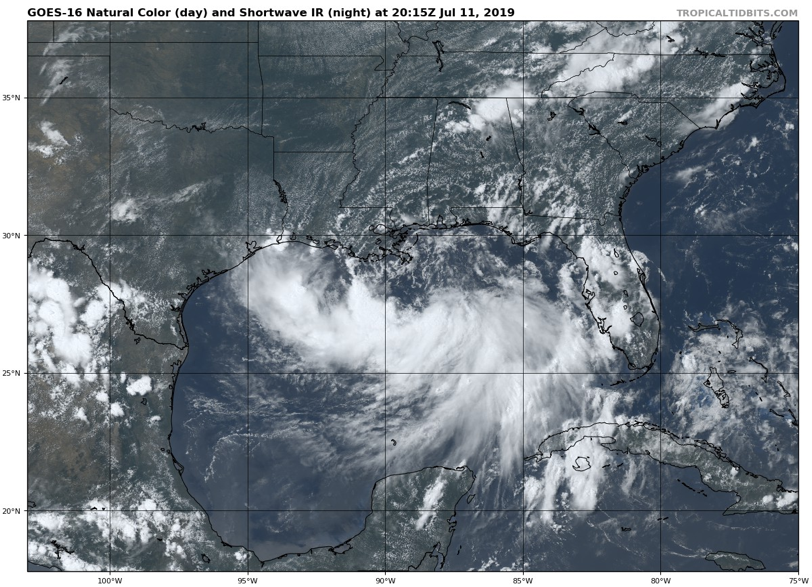 GOES-16 Natural Color (day) and Shortwave IR (night) at 20:15Z Jul 11, 2019
TROPICALTIDBITS.COM
35°N
30°N
25°N
20°N
100°W
95°W
90°W
85°W
80°W
75°W